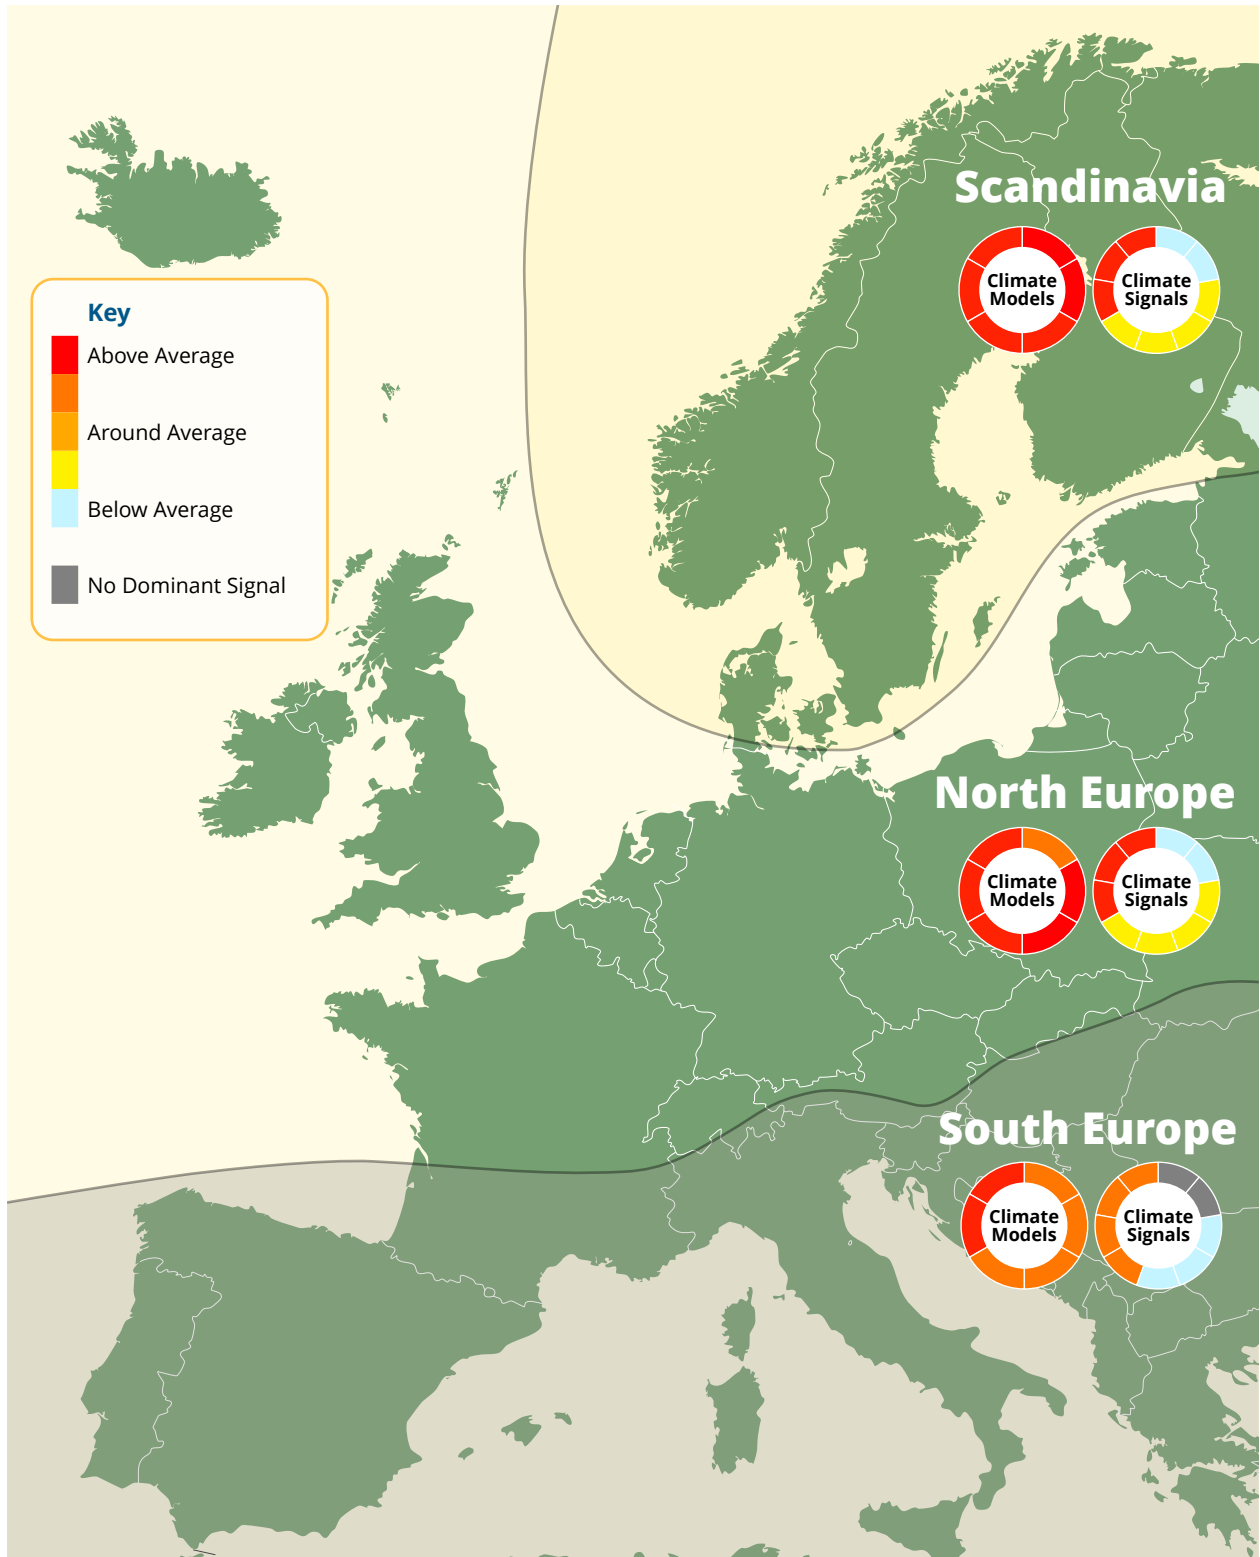 Scandinavia
Climate
Models
Climate
Signals
Key
Above Average
Around Average
Below Average
No Dominant Signal
North Europe
Climate
Models
Climate
Signals
South Europe
Climate
Models
Climate
Signals